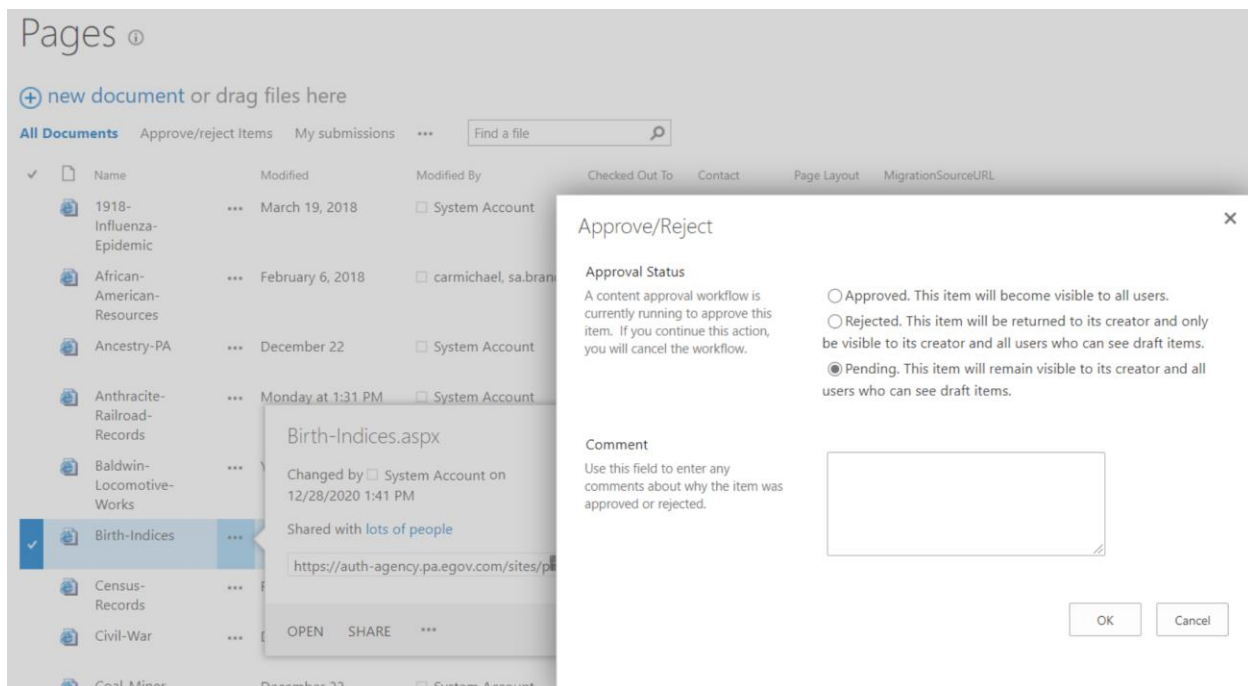 Pages
new document or drag files here
All Documents Approve/reject Items My submissions ••• Find a file
Name Modified Modified By Checked Out To Contact Page Layout MigrationSourceURL
1918- ••• March 19, 2018 System Account
Influenza-
Epidemic
African- ••• February 6, 2018 carmichael,
American-
Resources
Ancestry-PA ••• December 22 System Account
Anthracite- ••• Monday at 1:31 PM System Account
Railroad-
Records
Baldwin- •••
Locomotive-
Works
Birth-Indices •••
Census- •••
Records
Civil-War •••
Coal-Miner December 22 System Account
Birth-Indices.aspx
Changed by System Account on
12/28/2020 1:41 PM
Shared with lots of people
https://auth-agency.pa.egov.com/sites/p
OPEN SHARE •••
Approve/Reject
Approval Status
A content approval workflow is
currently running to approve this
item. If you continue this action,
you will cancel the workflow.
Approved. This item will become visible to all users.
Rejected. This item will be returned to its creator and only
be visible to its creator and all users who can see draft items.
Pending. This item will remain visible to its creator and all
users who can see draft items.
Comment
Use this field to enter any
comments about why the item was
approved or rejected.
OK Cancel